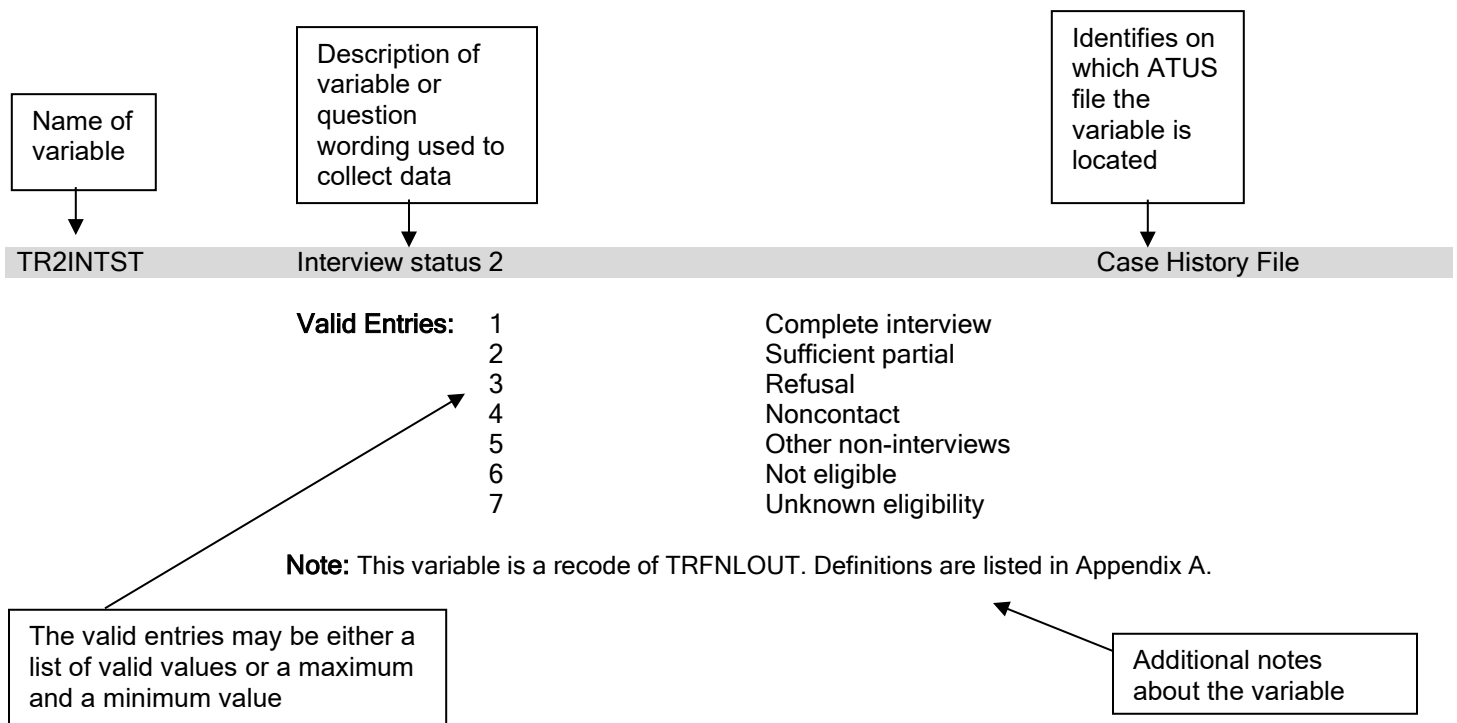 Name of
variable
Description of
variable or
question
wording used to
collect data
Identifies on
which ATUS
file the
variable is
located
TR2INTST Interview status 2 Case History File
Valid Entries: 1 Complete interview
2 Sufficient partial
3 Refusal
4 Noncontact
5 Other non-interviews
6 Not eligible
7 Unknown eligibility
Note: This variable is a recode of TRFNLOUT. Definitions are listed in Appendix A.
The valid entries may be either a
list of valid values or a maximum
and a minimum value
Additional notes
about the variable